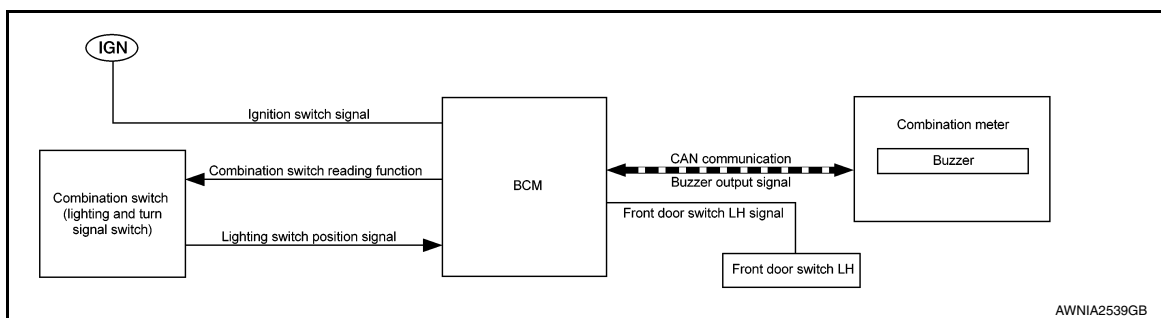 IGN
Ignition switch signal
Combination switch reading function
Combination switch
(lighting and turn
signal switch)
Lighting switch position signal
BCM
CAN communication
Buzzer output signal
Front door switch LH signal
Front door switch LH
Combination meter
Buzzer
AWNIA2539GB